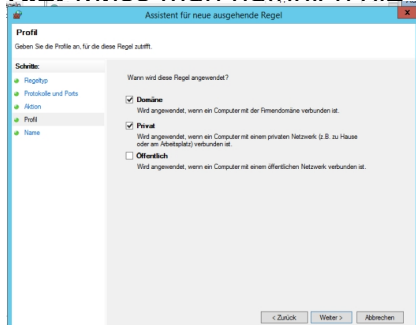 Assistent für neue ausgehende Regel
Profil
Geben Sie die Profile an, für die diese Regel zutrifft.
Schritte:
Regeltyp
Protokolle und Ports
Aktion
Profil
Name
Wann wird diese Regel angewendet?
Domäne
Wird angewendet, wenn ein Computer mit der Firmendomäne verbunden ist.
Privat
Wird angewendet, wenn ein Computer mit einem privaten Netzwerk (z.B. zu Hause
oder am Arbeitsplatz) verbunden ist.
Öffentlich
Wird angewendet, wenn ein Computer mit einem öffentlichen Netzwerk verbunden ist.
< Zurück Weiter > Abbrechen